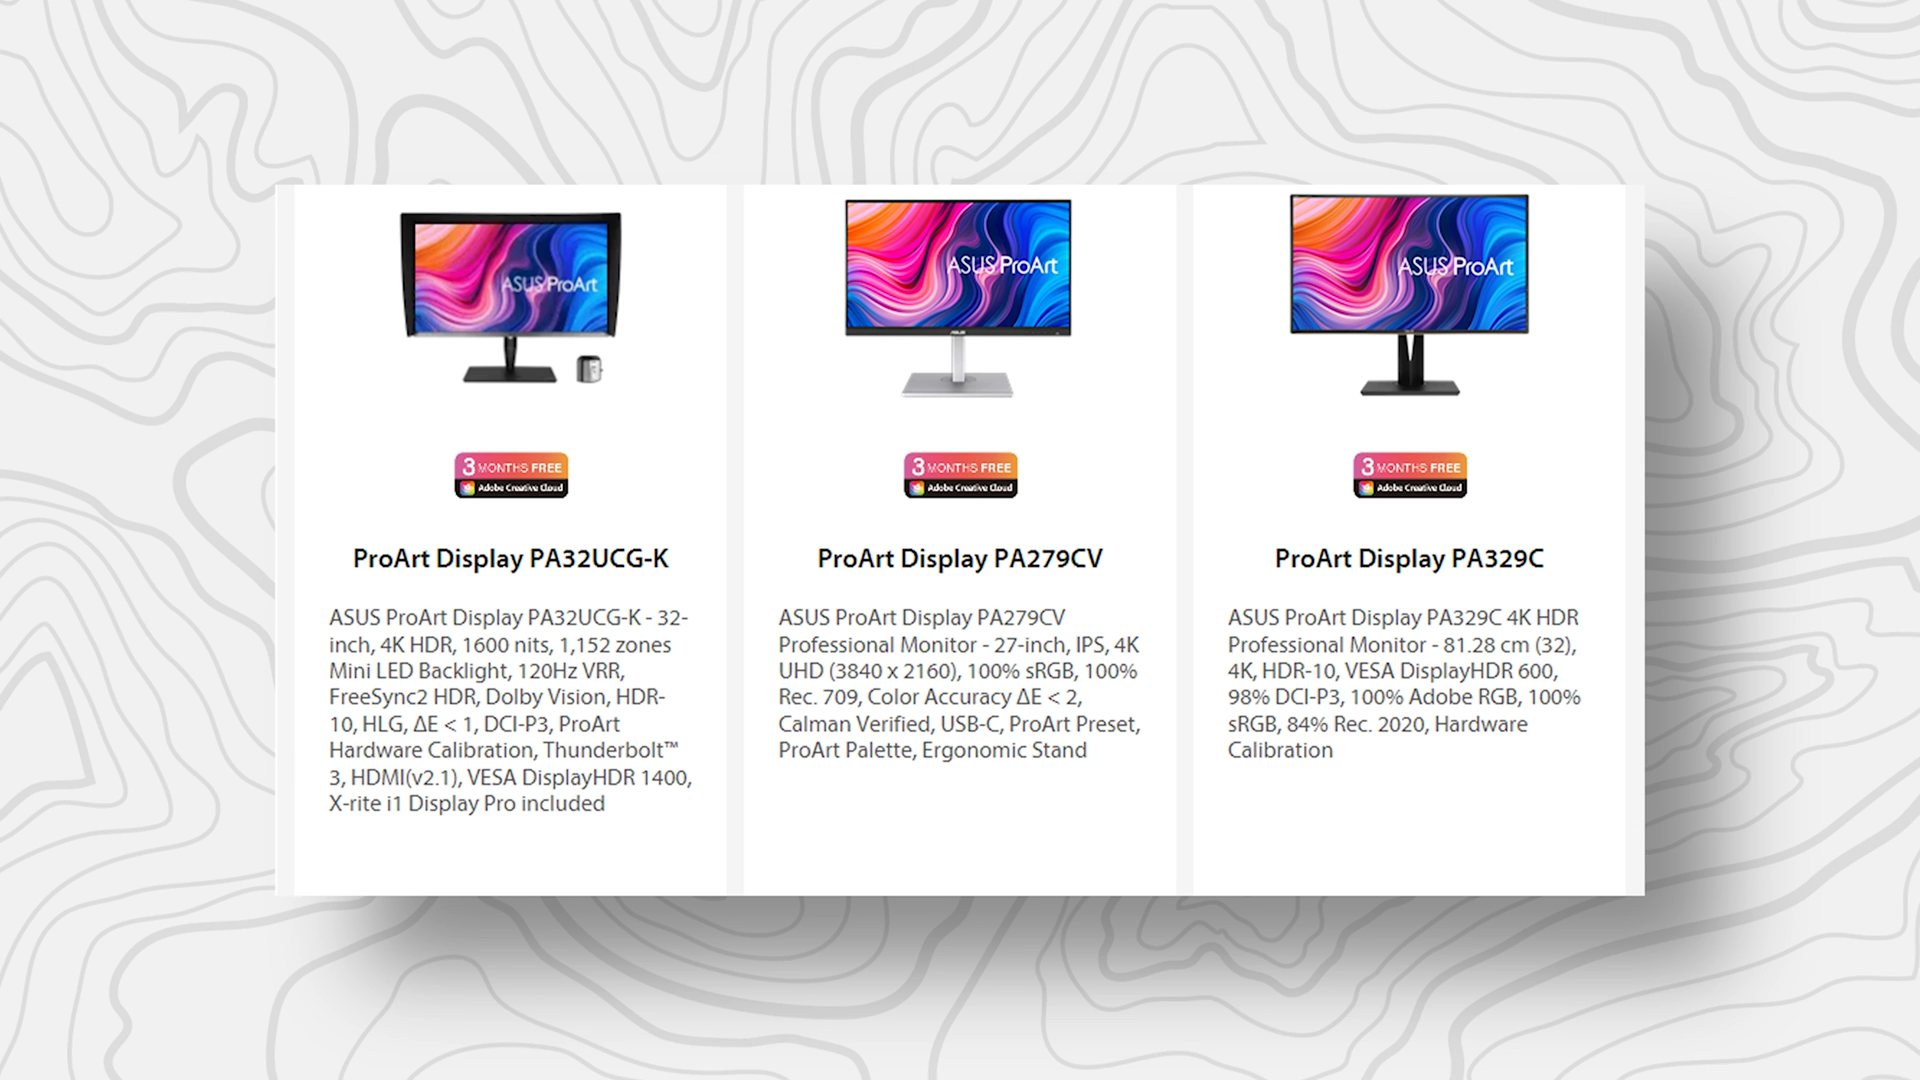 ASUS ProArt
3 MONTHS FREE
Adobe Creative Cloud
ProArt Display PA32UCG-K
ASUS ProArt Display PA32UCG-K - 32-
inch, 4K HDR, 1600 nits, 1,152 zones
Mini LED Backlight, 120Hz VRR,
FreeSync2 HDR, Dolby Vision, HDR-
10, HLG, ΔE < 1, DCI-P3, ProArt
Hardware Calibration, Thunderbolt™
3, HDMI(v2.1), VESA DisplayHDR 1400,
X-rite i1 Display Pro included
ASUS ProArt
ASUS
3 MONTHS FREE
Adobe Creative Cloud
ProArt Display PA279CV
ASUS ProArt Display PA279CV
Professional Monitor - 27-inch, IPS, 4K
UHD (3840 x 2160), 100% sRGB, 100%
Rec. 709, Color Accuracy ΔE < 2,
Calman Verified, USB-C, ProArt Preset,
ProArt Palette, Ergonomic Stand
ASUS ProArt
3 MONTHS FREE
Adobe Creative Cloud
ProArt Display PA329C
ASUS ProArt Display PA329C 4K HDR
Professional Monitor - 81.28 cm (32),
4K, HDR-10, VESA DisplayHDR 600,
98% DCI-P3, 100% Adobe RGB, 100%
sRGB, 84% Rec. 2020, Hardware
Calibration